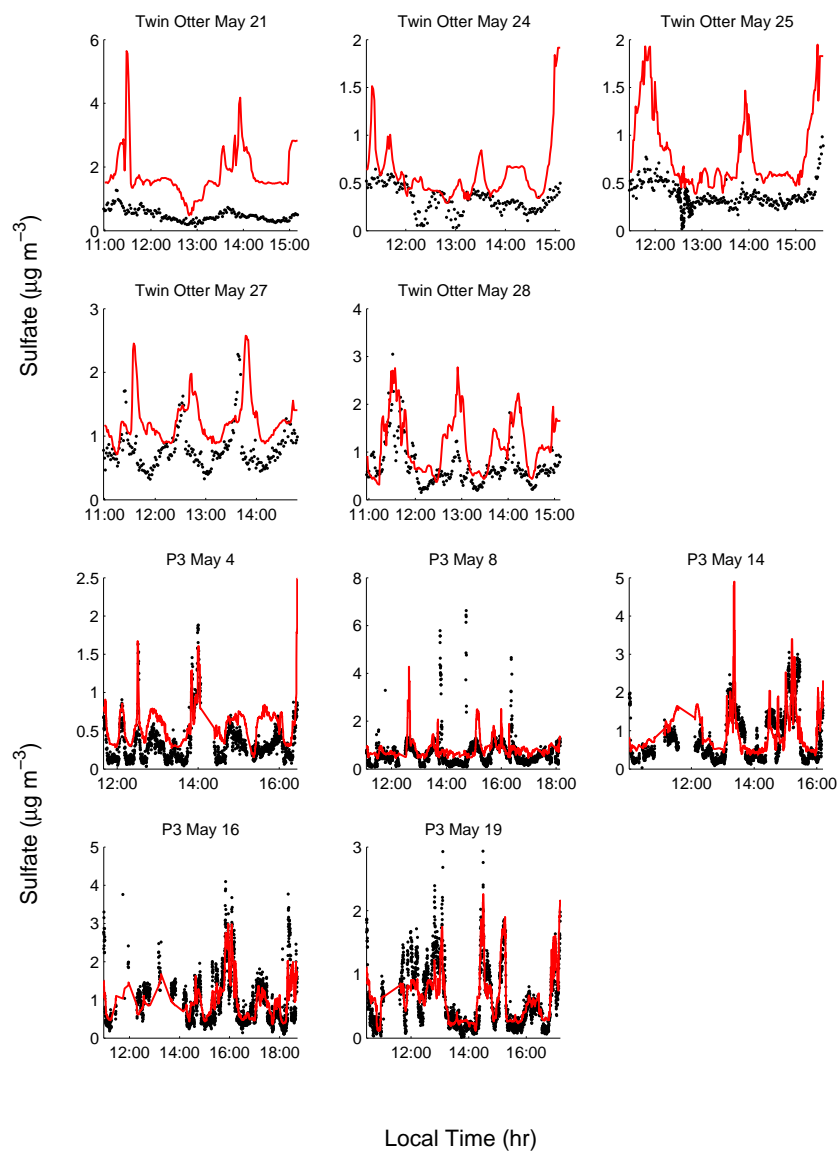 Twin Otter May 21
Twin Otter May 24
Twin Otter May 25
6
4
2
0
11:00 12:00 13:00 14:00 15:00
2
1.5
1
0.5
0
12:00 13:00 14:00 15:00
2
1.5
1
0.5
0
12:00 14:00 15:00
Sulfate (μg m−3)
Twin Otter May 27
Twin Otter May 28
3
2
1
0
11:00 12:00 13:00 14:00
4
3
2
1
0
11:00 12:00 13:00 14:00 15:00
P3 May 4
P3 May 8
P3 May 14
2.5
2
1.5
1
0.5
0
12:00 14:00 16:00
8
6
4
2
0
12:00 14:00 16:00 18:00
5
4
3
2
1
0
12:00 14:00 16:00
Sulfate (μg m−3)
P3 May 16
P3 May 19
5
4
3
2
1
0
12:00 14:00 16:00 18:00
3
2
1
0
12:00 14:00 16:00
Local Time (hr)